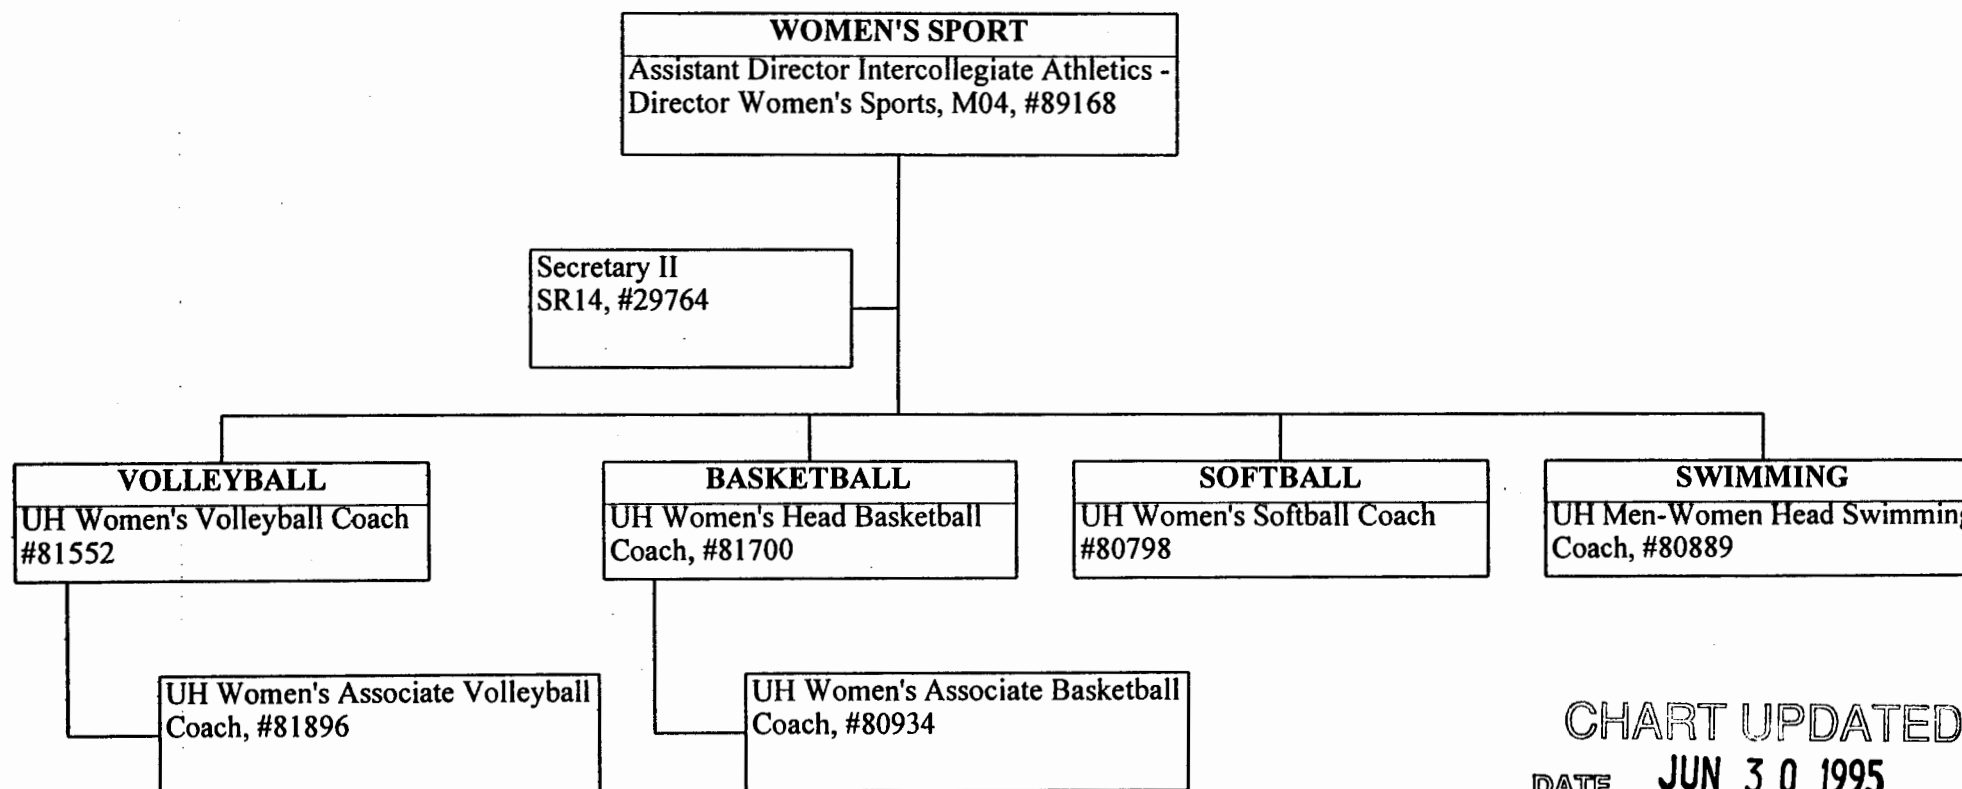 WOMEN'S SPORT
Assistant Director Intercollegiate Athletics -
Director Women's Sports, M04, #89168
Secretary II
SR14, #29764
VOLLEYBALL
UH Women's Volleyball Coach
#81552
BASKETBALL
UH Women's Head Basketball
Coach, #81700
SOFTBALL
UH Women's Softball Coach
#80798
SWIMMING
UH Men-Women Head Swimming
Coach, #80889
UH Women's Associate Volleyball
Coach, #81896
UH Women's Associate Basketball
Coach, #80934
CHART UPDATED
DATE JUN 30 1995